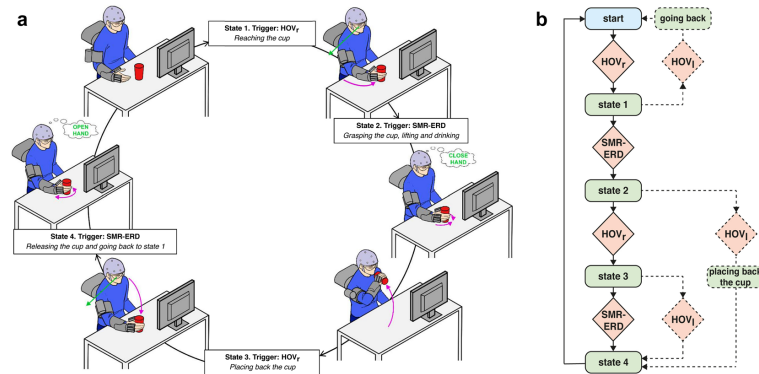 a
State 1. Trigger: HOVr
Reaching the cup
State 2. Trigger: SMR-ERD
Grasping the cup, lifting and drinking
OPEN
HAND
CLOSE
HAND
State 4. Trigger: SMR-ERD
Releasing the cup and going back to state 1
State 3. Trigger: HOVr
Placing back the cup
b
start
going back
HOVr
HOVl
state 1
SMR-
ERD
state 2
HOVr
HOVl
state 3
placing back
the cup
SMR-
ERD
HOVl
state 4